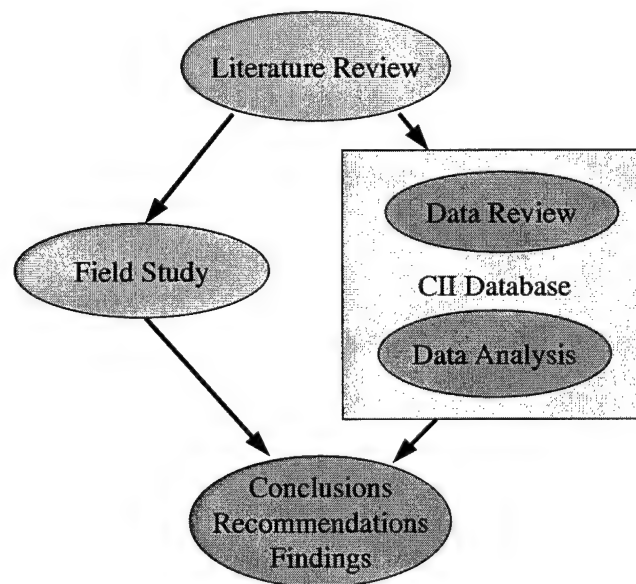 Literature Review
Data Review
Field Study
CII Database
Data Analysis
Conclusions
Recommendations
Findings